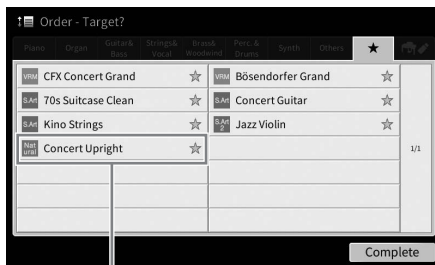 Order - Target?
Piano Organ Guitar& Bass Strings& Vocal Brass& Woodwind Perc. & Drums Synth Others ★
VRM CFX Concert Grand ☆ VRM Bösendorfer Grand ☆
S.Art 70s Suitcase Clean ☆ S.Art Concert Guitar ☆
S.Art Kino Strings ☆ S.Art 2 Jazz Violin ☆
Natural Concert Upright ☆
1/1
Complete